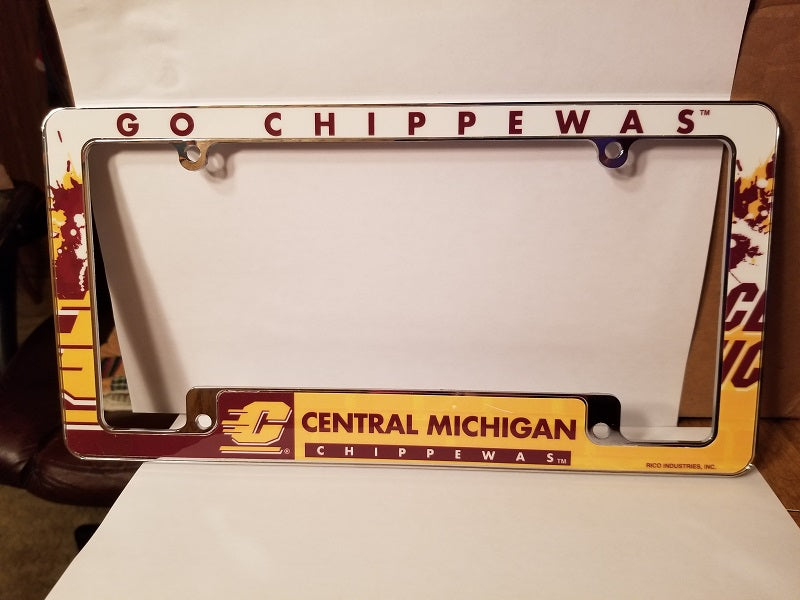 GO CHIPPEWAS™
C
CENTRAL MICHIGAN
CHIPPEWAS™
®
RICO INDUSTRIES, INC.